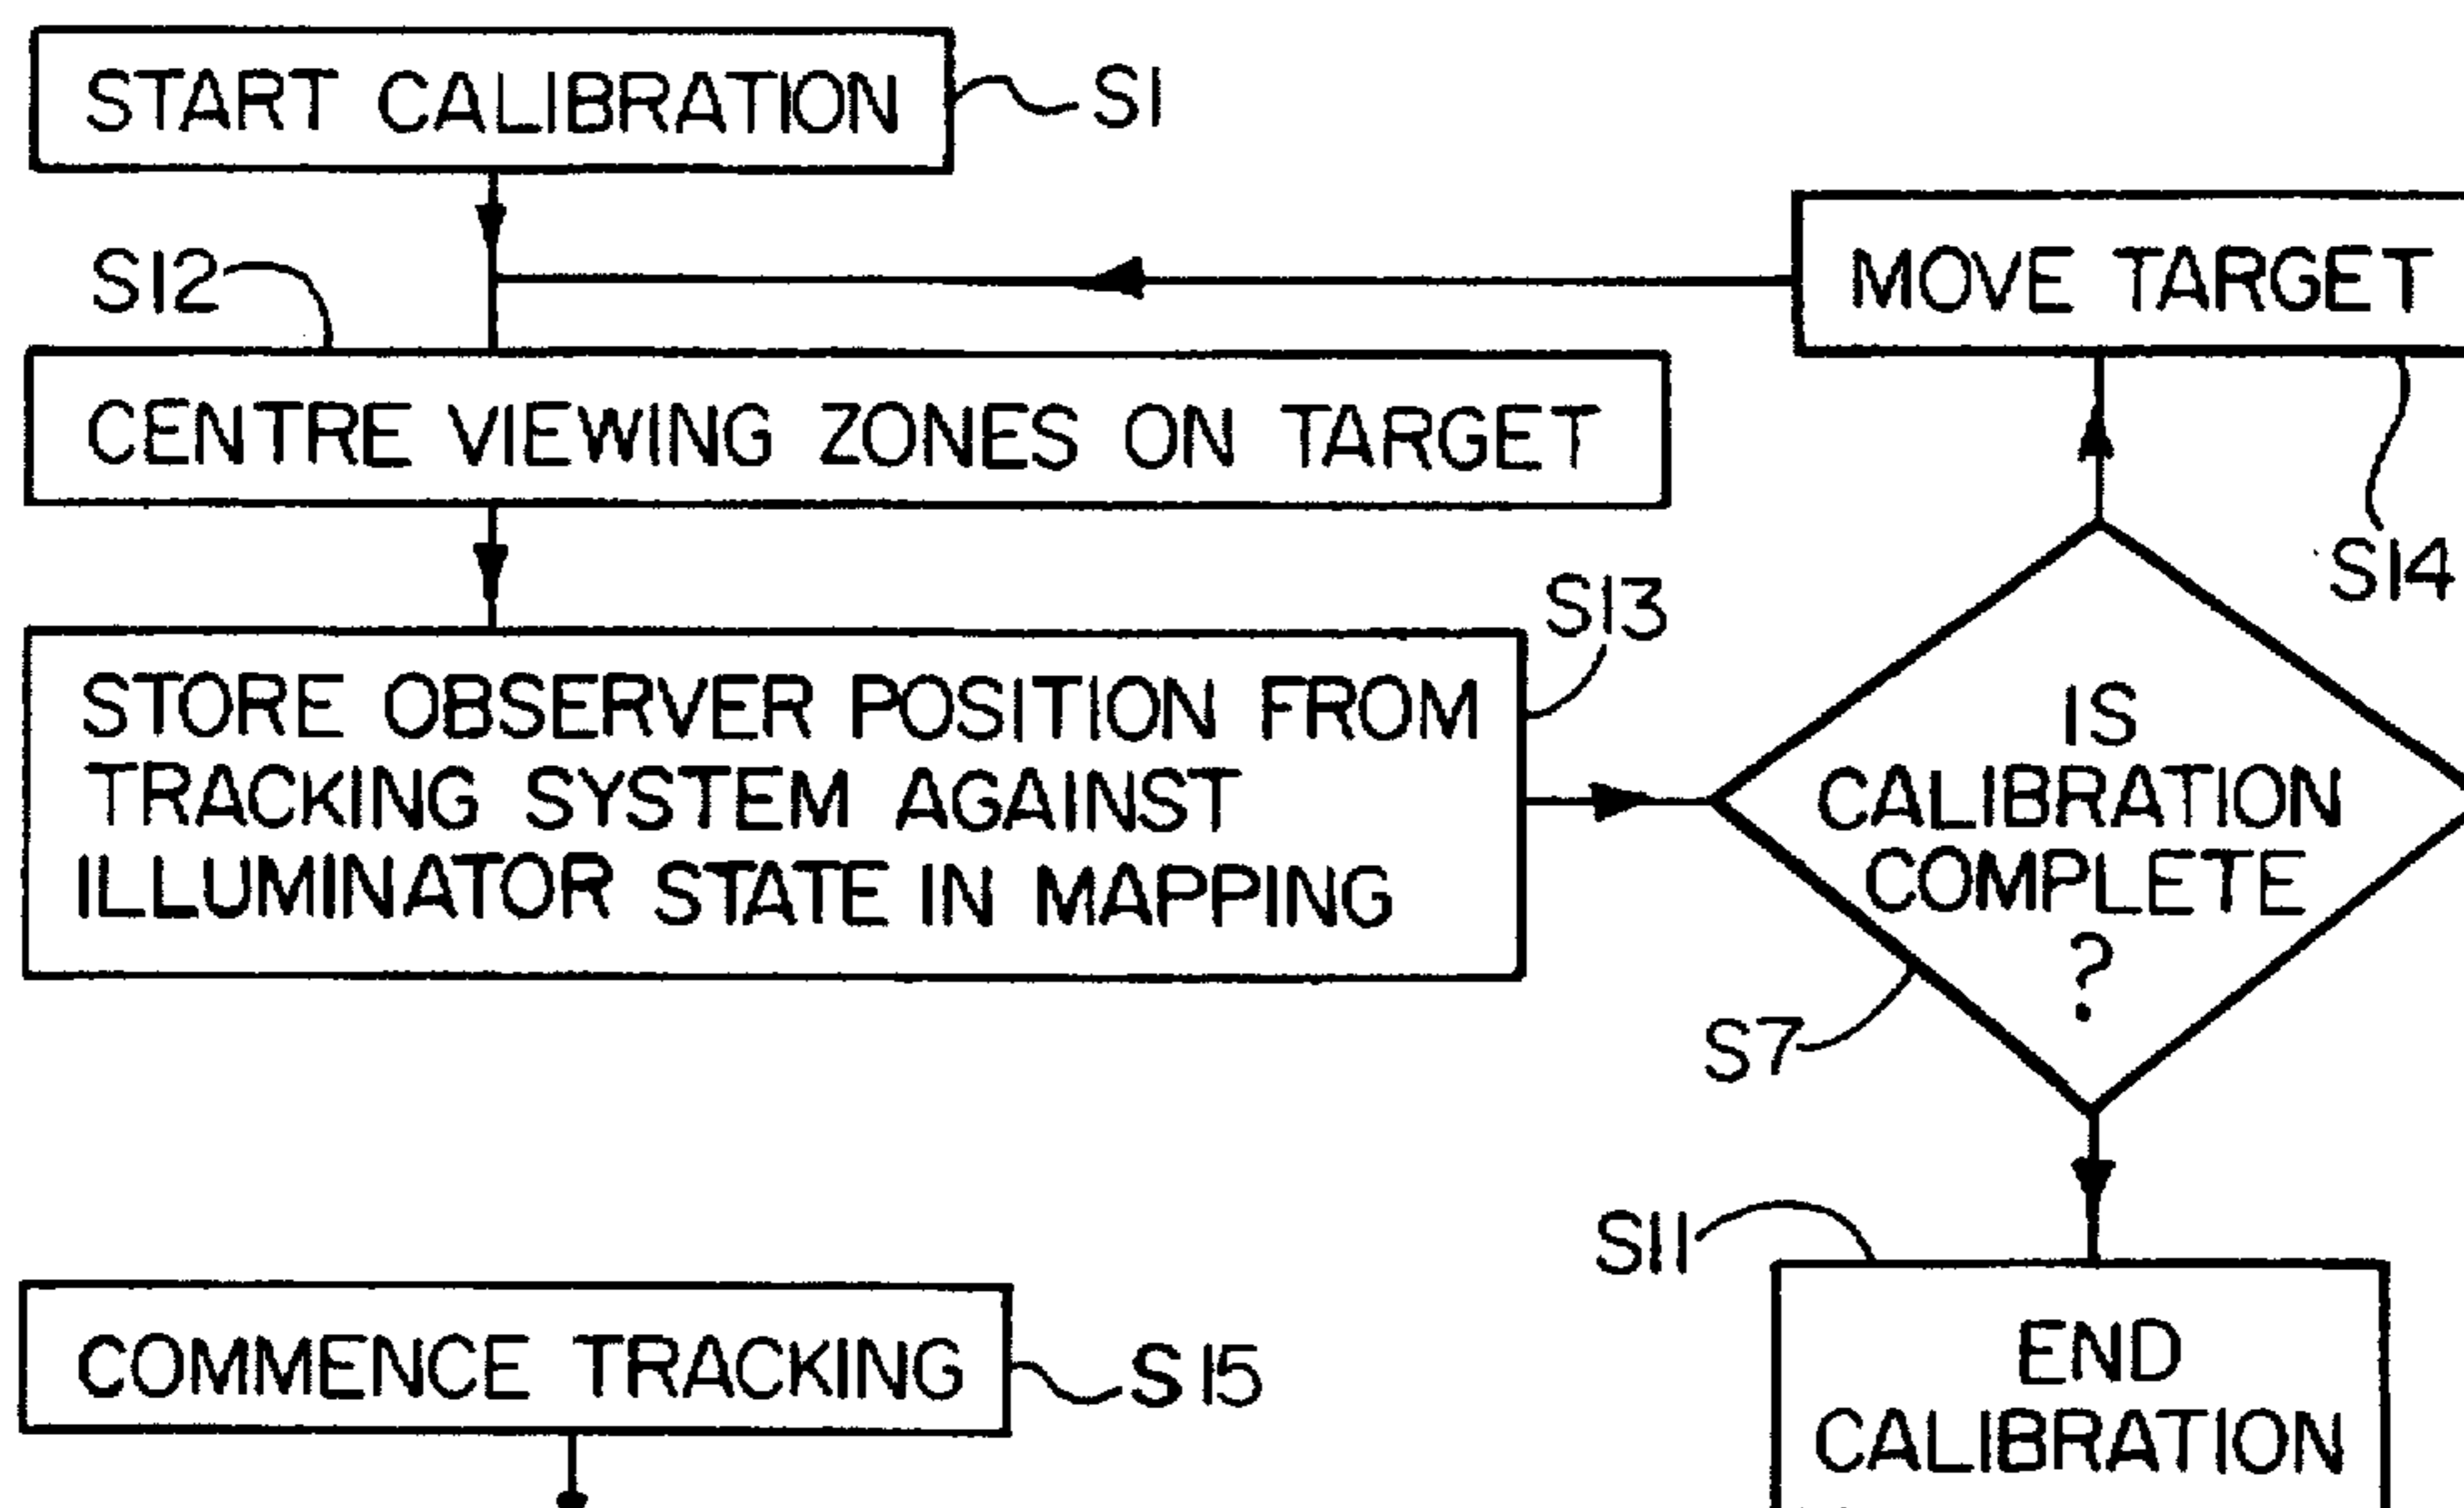 START CALIBRATION
S1
S12
MOVE TARGET
CENTRE VIEWING ZONES ON TARGET
S14
S13
STORE OBSERVER POSITION FROM
TRACKING SYSTEM AGAINST
ILLUMINATOR STATE IN MAPPING
IS
CALIBRATION
COMPLETE
?
S7
S11
END
CALIBRATION
COMMENCE TRACKING
S15